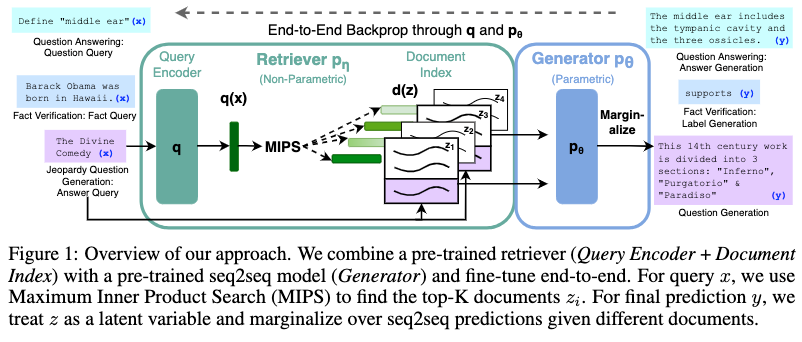 End-to-End Backprop through q and pθ
Define "middle ear"(x)
Question Answering:
Question Query
Barack Obama was
born in Hawaii.(x)
Fact Verification: Fact Query
The Divine
Comedy (x)
Jeopardy Question
Generation:
Answer Query
Query
Encoder
q
q(x)
Retriever pη
(Non-Parametric)
MIPS
Document
Index
d(z)
z4
z3
z2
z1
Generator pθ
(Parametric)
pθ
Margin-
alize
The middle ear includes
the tympanic cavity and
the three ossicles. (y)
Question Answering:
Answer Generation
supports (y)
Fact Verification:
Label Generation
This 14th century work
is divided into 3
sections: "Inferno",
"Purgatorio" &
"Paradiso" (y)
Question Generation
Figure 1: Overview of our approach. We combine a pre-trained retriever (Query Encoder + Document
Index) with a pre-trained seq2seq model (Generator) and fine-tune end-to-end. For query x, we use
Maximum Inner Product Search (MIPS) to find the top-K documents zi. For final prediction y, we
treat z as a latent variable and marginalize over seq2seq predictions given different documents.